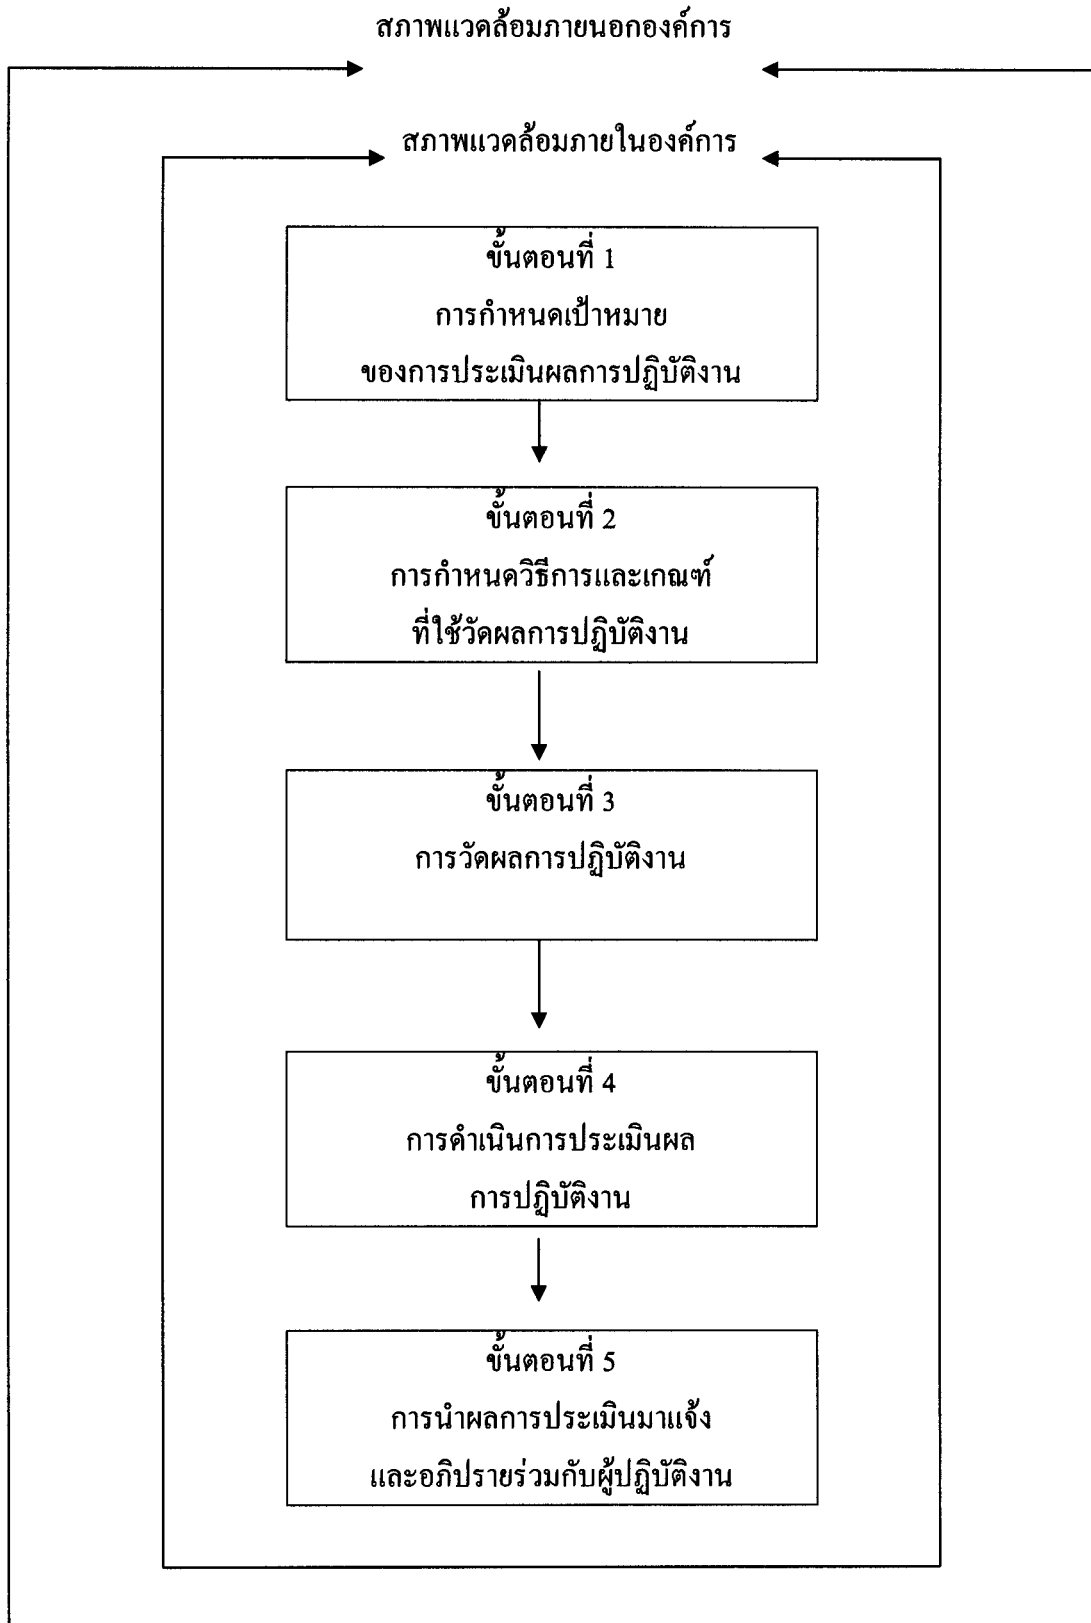 สภาพแวดล้อมภายนอกองค์การ
สภาพแวดล้อมภายในองค์การ
ขั้นตอนที่ 1
การกำหนดเป้าหมาย
ของการประเมินผลการปฏิบัติงาน
ขั้นตอนที่ 2
การกำหนดวิธีการและเกณฑ์
ที่ใช้วัดผลการปฏิบัติงาน
ขั้นตอนที่ 3
การวัดผลการปฏิบัติงาน
ขั้นตอนที่ 4
การดำเนินการประเมินผล
การปฏิบัติงาน
ขั้นตอนที่ 5
การนำผลการประเมินมาแจ้ง
และอภิปรายร่วมกับผู้ปฏิบัติงาน